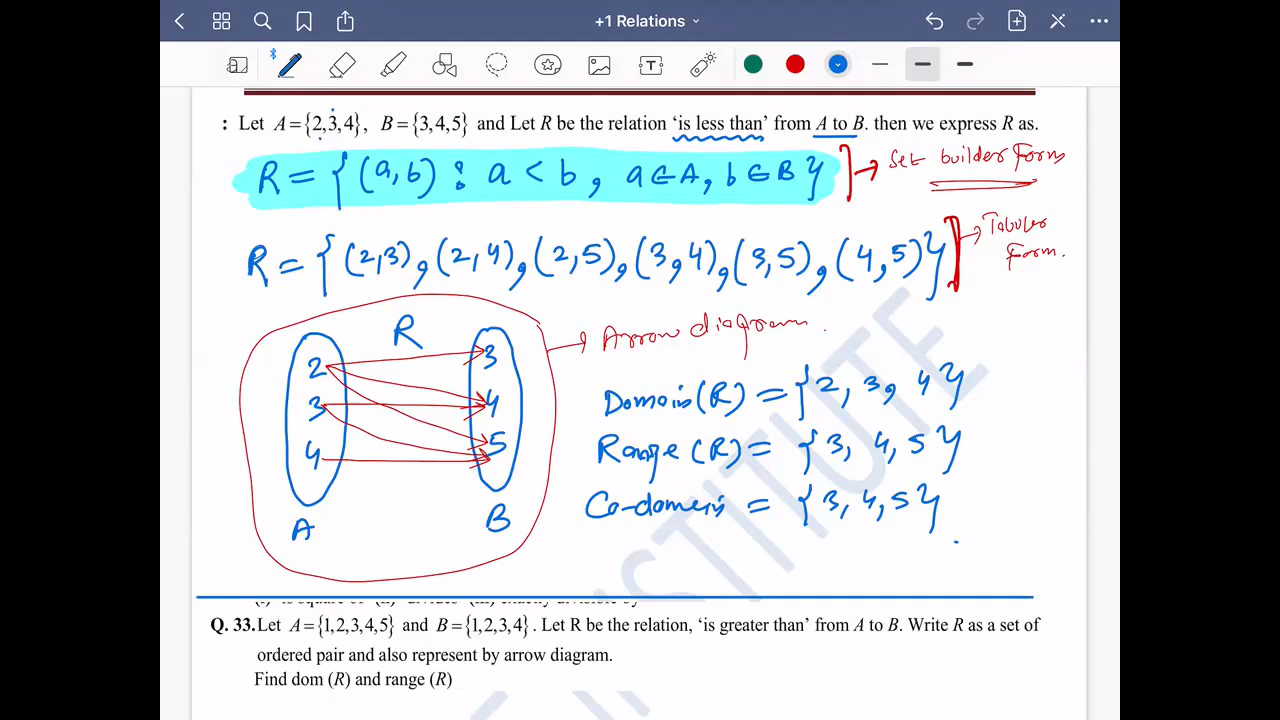 +1 Relations
: Let A={2,3,4}, B={3,4,5} and Let R be the relation ‘is less than’ from A to B. then we express R as.
R = {(a,b) : a < b, a∈A, b∈B} → Set builder Form
R = {(2,3), (2,4), (2,5), (3,4), (3,5), (4,5)} → Tabular Form.
R
→ Arrow diagram.
2 3
3 4
4 5
A B
Domain(R) = {2, 3, 4}
Range(R) = {3, 4, 5}
Co-domain = {3, 4, 5}
INSTITUTE
Q. 33. Let A={1,2,3,4,5} and B={1,2,3,4}. Let R be the relation, ‘is greater than’ from A to B. Write R as a set of
ordered pair and also represent by arrow diagram.
Find dom (R) and range (R)